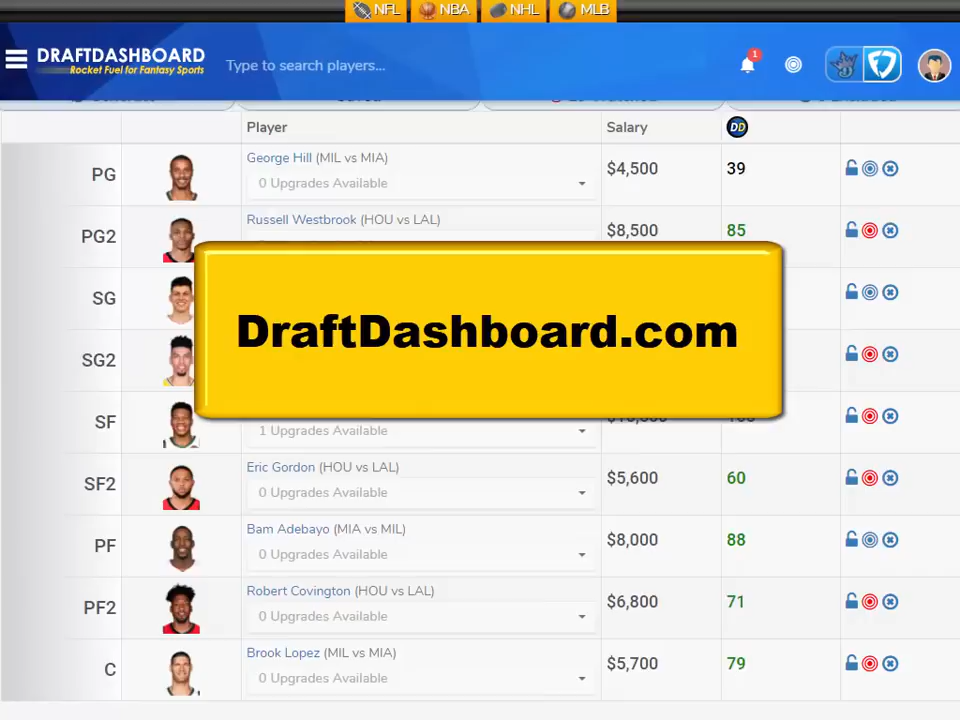 NFL NBA NHL MLB
DRAFTDASHBOARD
Rocket Fuel for Fantasy Sports
Type to search players...
1
Player Salary DD
PG George Hill (MIL vs MIA) $4,500 39
0 Upgrades Available
PG2 Russell Westbrook (HOU vs LAL) $8,500 85
SG
DraftDashboard.com
SG2
SF
1 Upgrades Available
SF2 Eric Gordon (HOU vs LAL) $5,600 60
0 Upgrades Available
PF Bam Adebayo (MIA vs MIL) $8,000 88
0 Upgrades Available
PF2 Robert Covington (HOU vs LAL) $6,800 71
0 Upgrades Available
C Brook Lopez (MIL vs MIA) $5,700 79
0 Upgrades Available